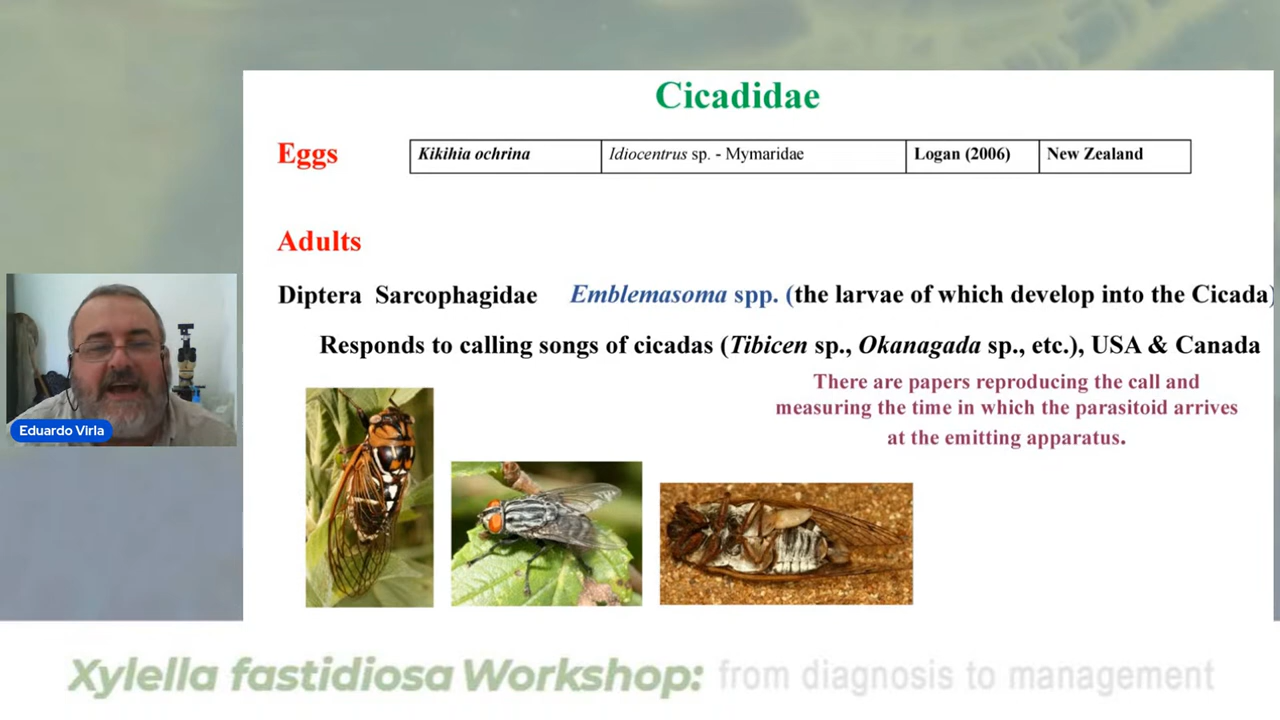 Cicadidae
Eggs
Kikihia ochrina
Idiocentrus sp. - Mymaridae
Logan (2006)
New Zealand
Adults
Diptera Sarcophagidae Emblemasoma spp. (the larvae of which develop into the Cicada)
Responds to calling songs of cicadas (Tibicen sp., Okanagada sp., etc.), USA & Canada
There are papers reproducing the call and
measuring the time in which the parasitoid arrives
at the emitting apparatus.
Eduardo Virla
Xylella fastidiosa Workshop: from diagnosis to management